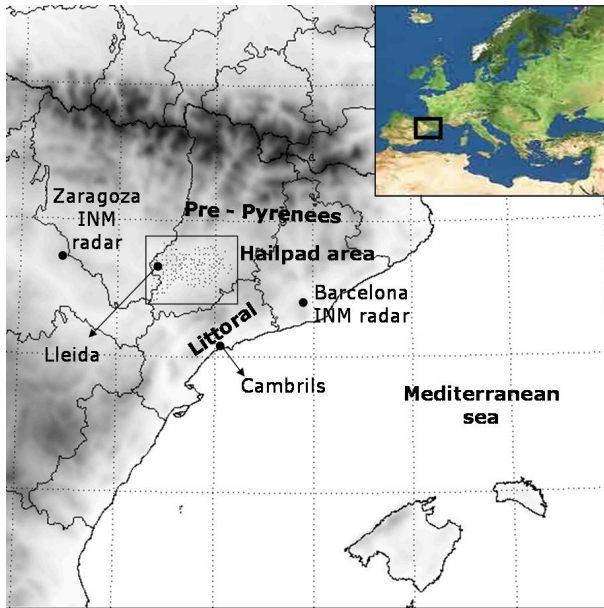 Zaragoza
INM
radar
Pre - Pyrenees
Hailpad area
Barcelona
INM radar
Littoral
Lleida
Cambrils
Mediterranean
sea